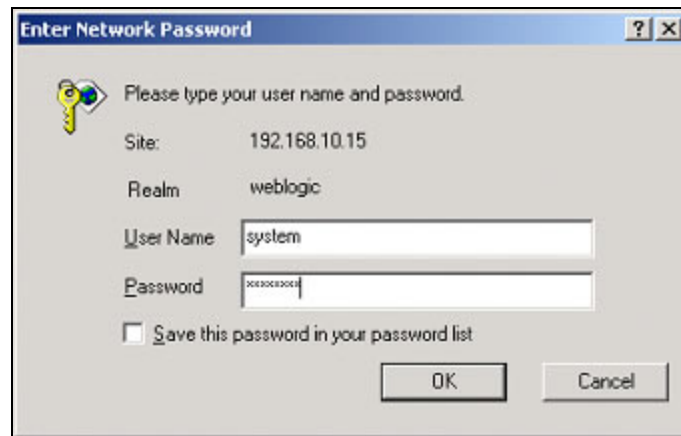 Enter Network Password
Please type your user name and password.
Site: 192.168.10.15
Realm weblogic
User Name system
Password ××××××××
Save this password in your password list
OK Cancel